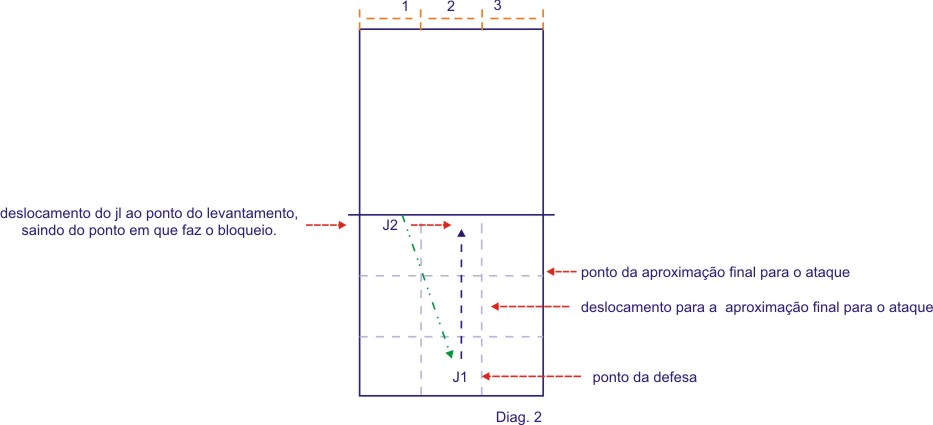 1 2 3
deslocamento do jl ao ponto do levantamento,
saindo do ponto em que faz o bloqueio.
J2
ponto da aproximação final para o ataque
deslocamento para a aproximação final para o ataque
J1
ponto da defesa
Diag. 2